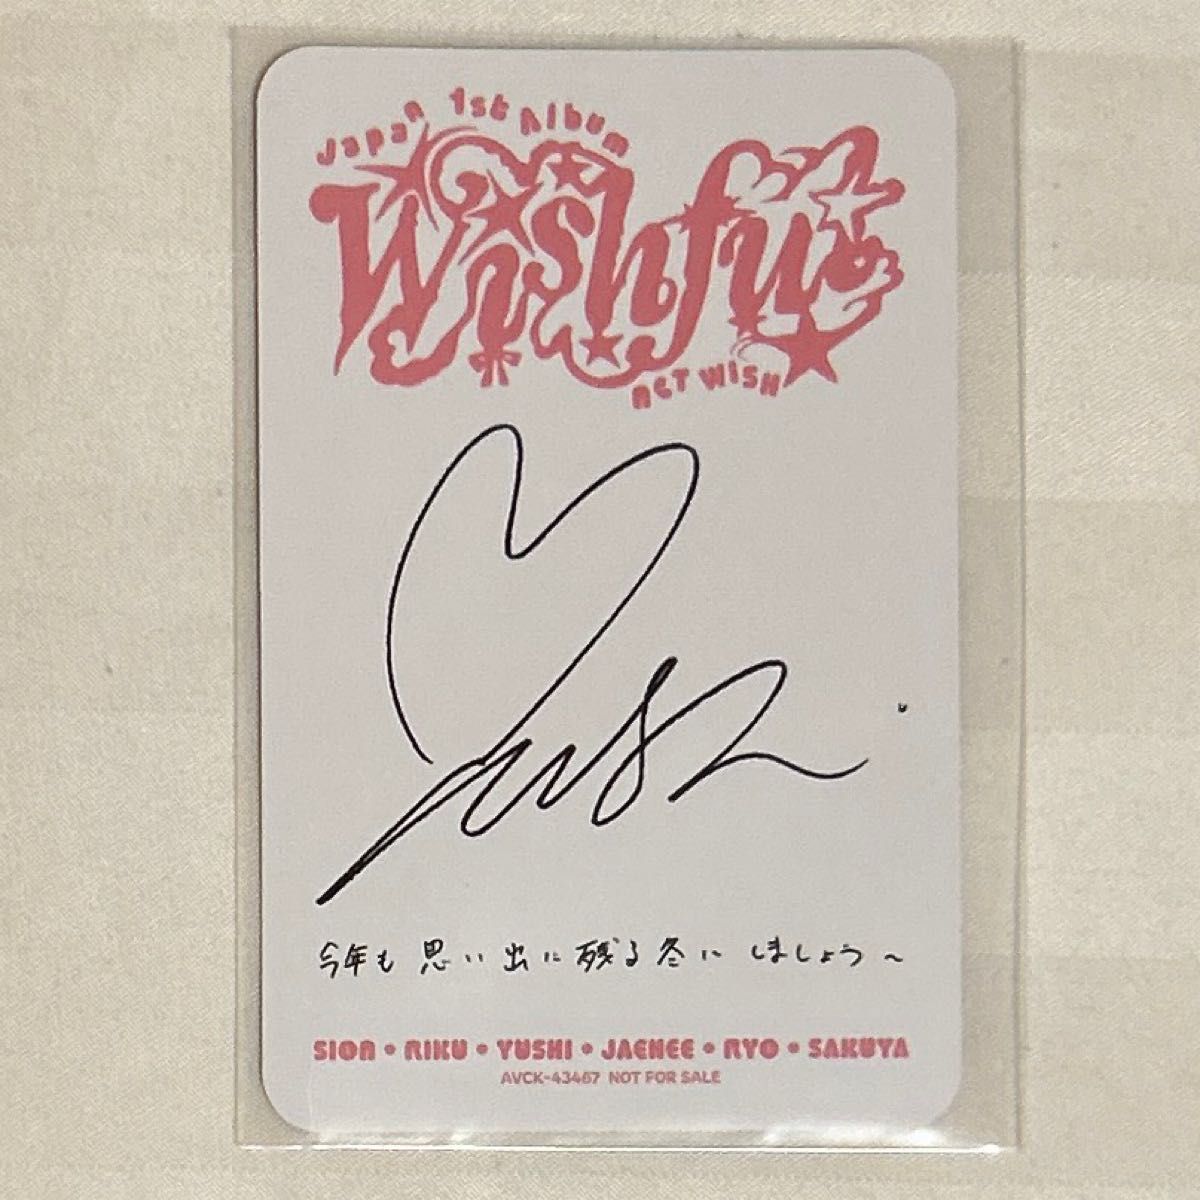 Japan 1st Album
Wishful
NCT WISH
Yushi
今年も 思い出に残る冬に しましょう~
SION • RIKU • YUSHI • JAEHEE • RYO • SAKUYA
AVCK-43467 NOT FOR SALE